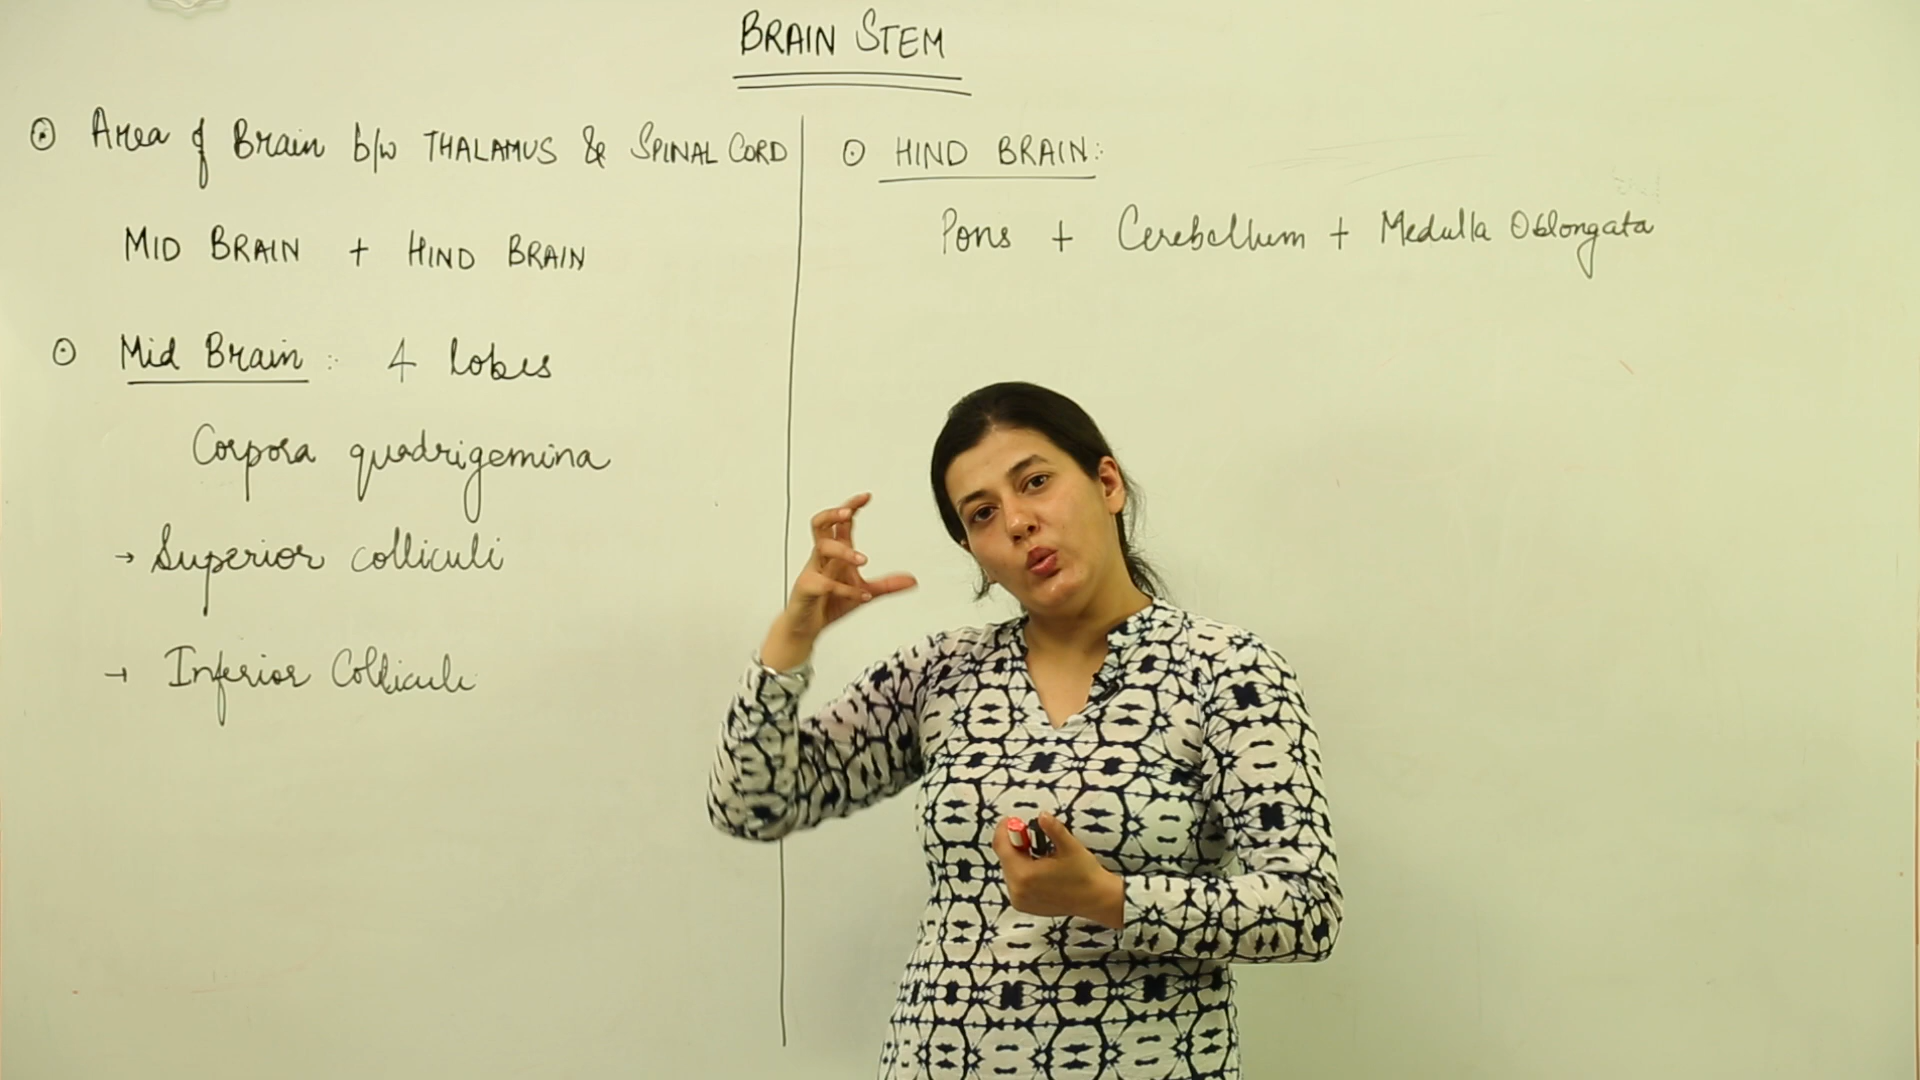 BRAIN STEM
⊙ Area of Brain b/w THALAMUS & SPINAL CORD
MID BRAIN + HIND BRAIN
⊙ Mid Brain : 4 lobes
Corpora quadrigemina
→ Superior colliculi
→ Inferior Colliculi
⊙ HIND BRAIN:
Pons + Cerebellum + Medulla Oblongata